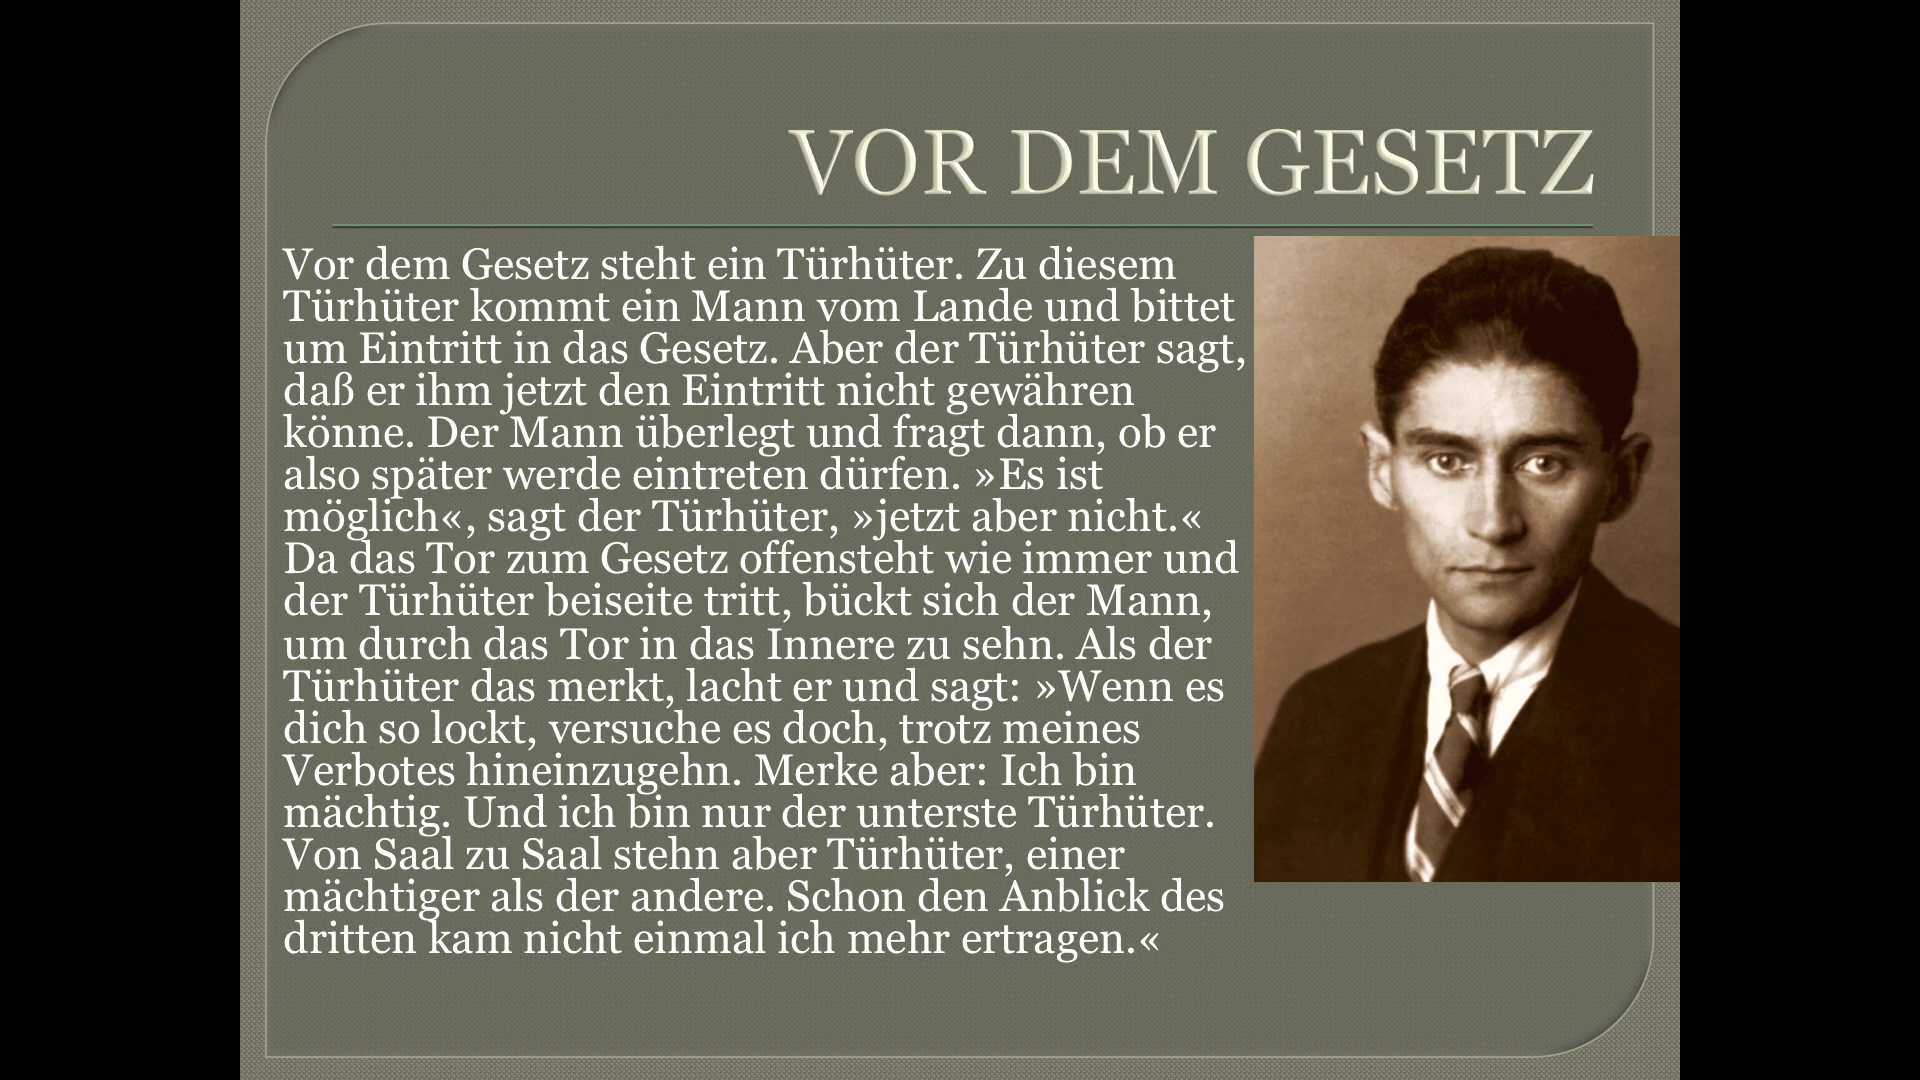 VOR DEM GESETZ
Vor dem Gesetz steht ein Türhüter. Zu diesem
Türhüter kommt ein Mann vom Lande und bittet
um Eintritt in das Gesetz. Aber der Türhüter sagt,
daß er ihm jetzt den Eintritt nicht gewähren
könne. Der Mann überlegt und fragt dann, ob er
also später werde eintreten dürfen. »Es ist
möglich«, sagt der Türhüter, »jetzt aber nicht.«
Da das Tor zum Gesetz offensteht wie immer und
der Türhüter beiseite tritt, bückt sich der Mann,
um durch das Tor in das Innere zu sehn. Als der
Türhüter das merkt, lacht er und sagt: »Wenn es
dich so lockt, versuche es doch, trotz meines
Verbotes hineinzugehn. Merke aber: Ich bin
mächtig. Und ich bin nur der unterste Türhüter.
Von Saal zu Saal stehn aber Türhüter, einer
mächtiger als der andere. Schon den Anblick des
dritten kam nicht einmal ich mehr ertragen.«